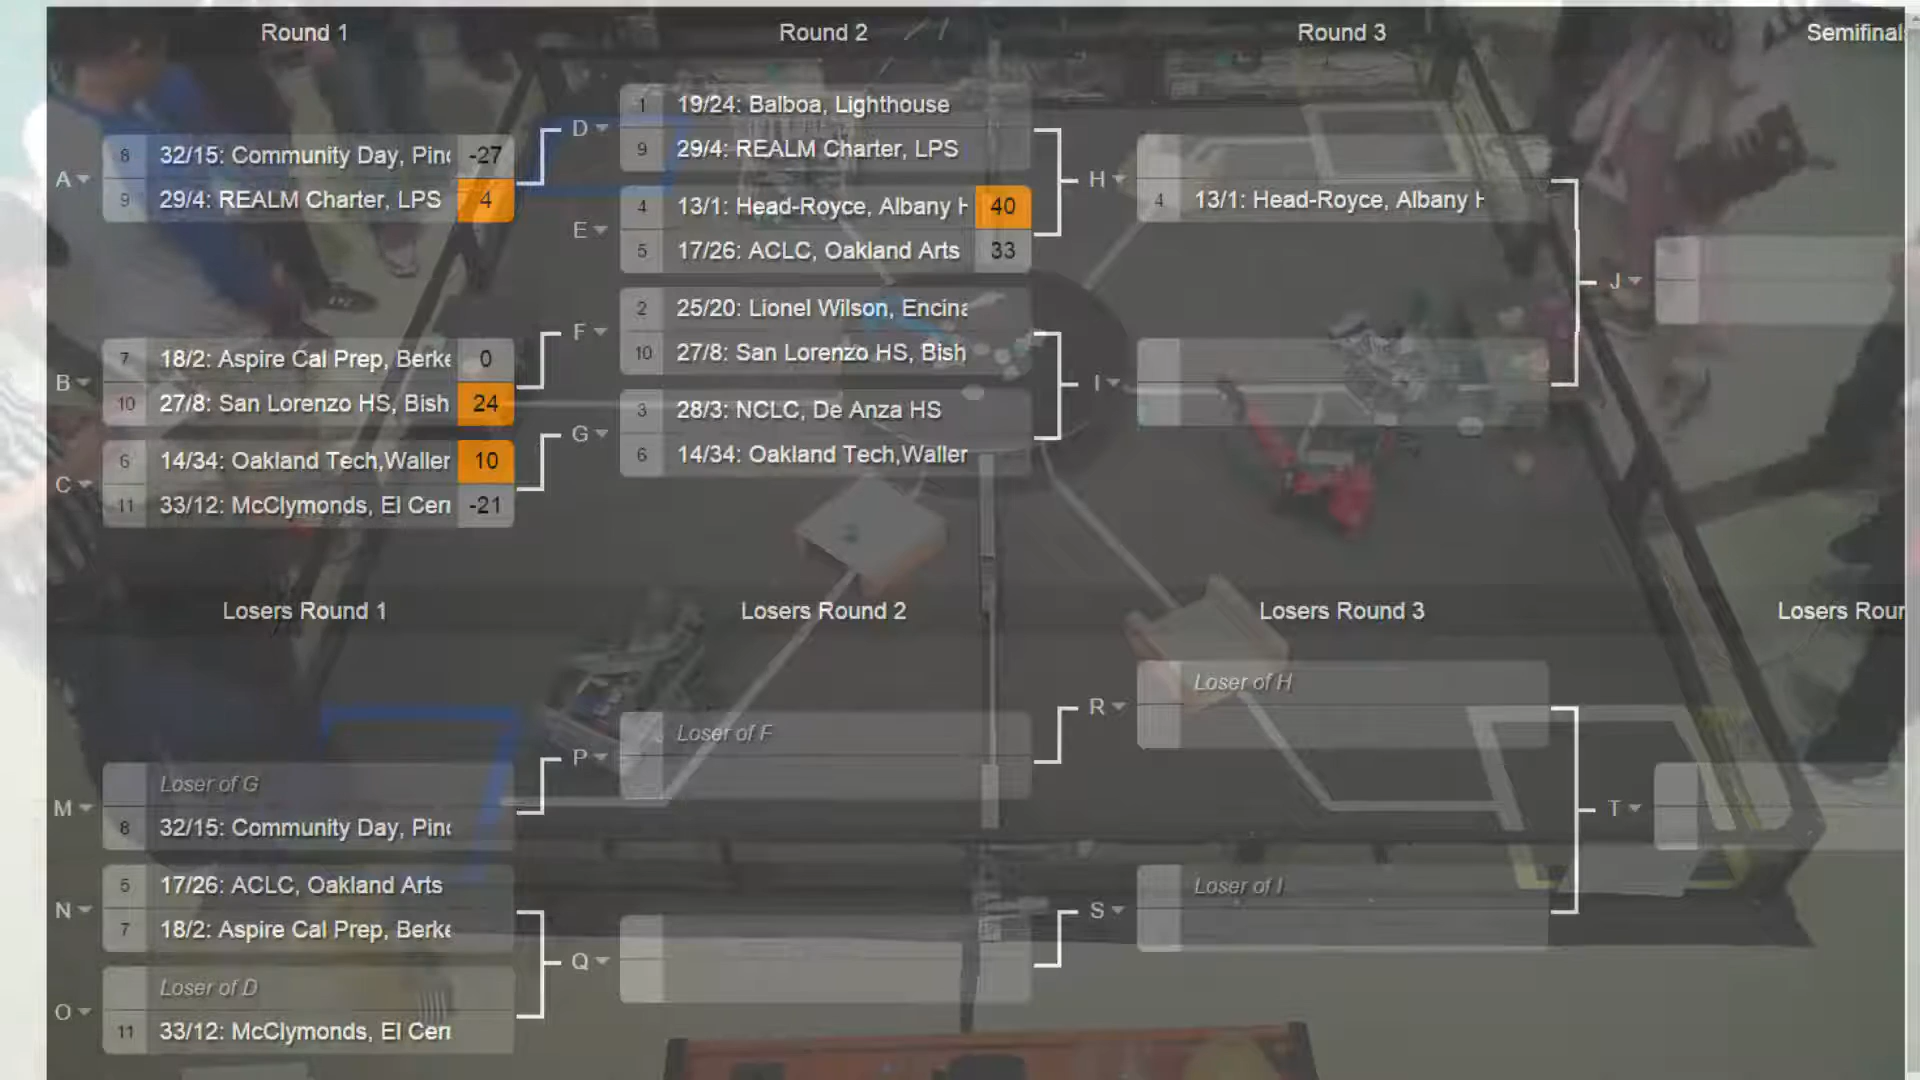 Round 1
Round 2
Round 3
Semifinals
A
8 32/15: Community Day, Pin -27
9 29/4: REALM Charter, LPS 4
B
7 18/2: Aspire Cal Prep, Berke 0
10 27/8: San Lorenzo HS, Bish 24
C
6 14/34: Oakland Tech,Waller 10
11 33/12: McClymonds, El Cerr -21
D
1 19/24: Balboa, Lighthouse
9 29/4: REALM Charter, LPS
E
4 13/1: Head-Royce, Albany H 40
5 17/26: ACLC, Oakland Arts 33
F
2 25/20: Lionel Wilson, Encina
10 27/8: San Lorenzo HS, Bish
G
3 28/3: NCLC, De Anza HS
6 14/34: Oakland Tech,Waller
H
4 13/1: Head-Royce, Albany H
I
J
Losers Round 1
Losers Round 2
Losers Round 3
Losers Roun
M
Loser of G
8 32/15: Community Day, Pin
N
5 17/26: ACLC, Oakland Arts
7 18/2: Aspire Cal Prep, Berke
O
Loser of D
11 33/12: McClymonds, El Cerr
P
Loser of F
Q
R
Loser of H
S
Loser of I
T